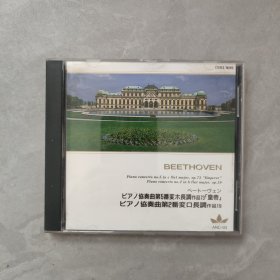 BEETHOVEN
Piano concerto no.5 in e flat major, op.73 "Emperor"
Piano concerto no.2 in b flat major, op.19
ベートーヴェン
ピアノ協奏曲第5番変ホ長調作品73「皇帝」
ピアノ協奏曲第2番変ロ長調作品19
ANC-103